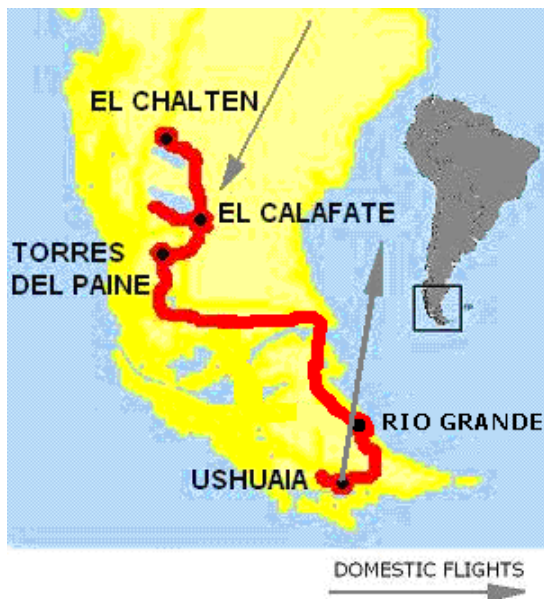 EL CHALTEN
EL CALAFATE
TORRES
DEL PAINE
RIO GRANDE
USHUAIA
DOMESTIC FLIGHTS